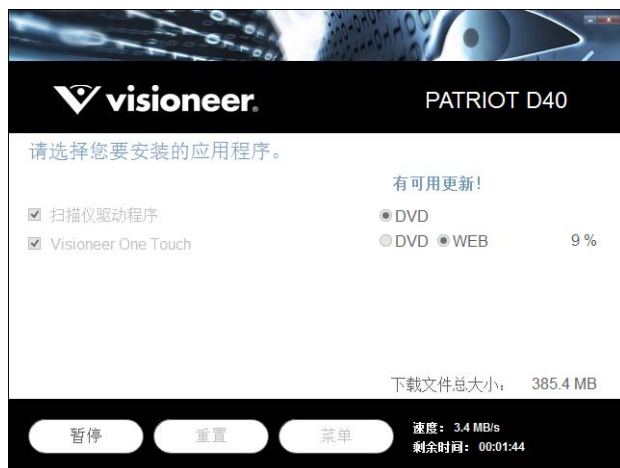 visioneer®
PATRIOT D40
请选择您要安装的应用程序。
有可用更新!
扫描仪驱动程序
DVD
Visioneer One Touch
DVD WEB 9 %
下载文件总大小: 385.4 MB
暂停 重置 菜单
速度: 3.4 MB/s
剩余时间: 00:01:44